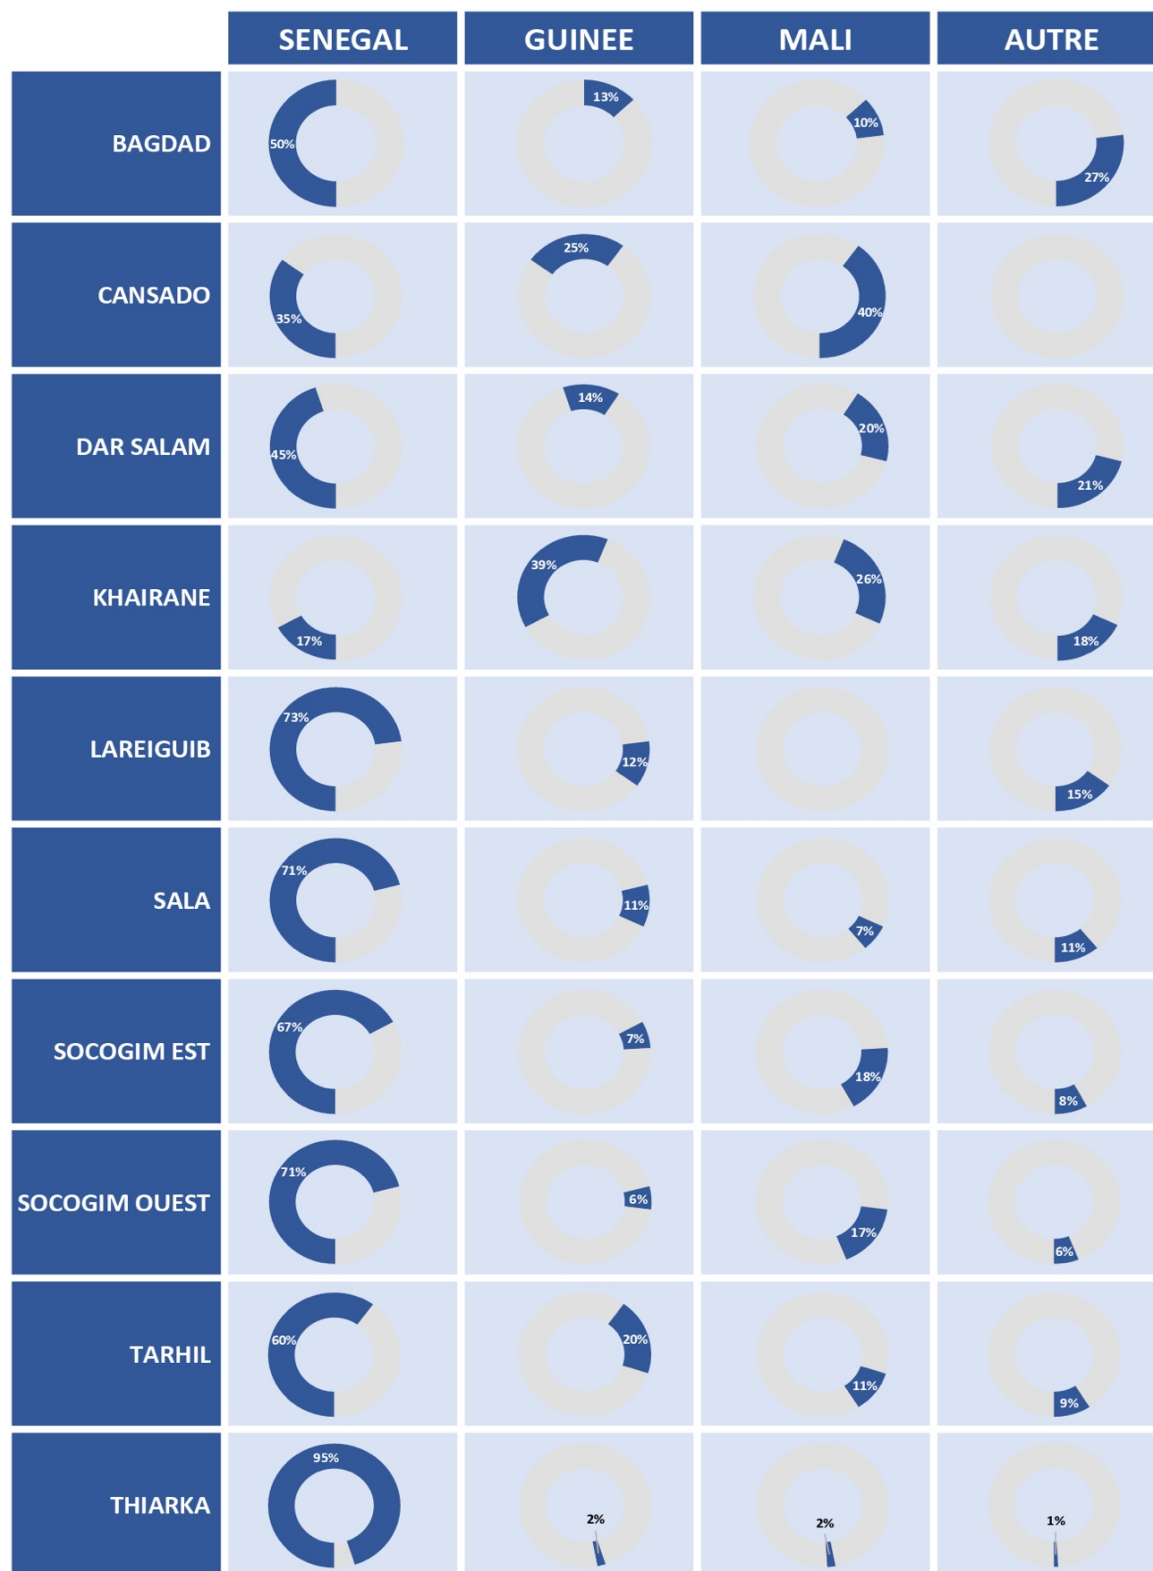 SENEGAL GUINEE MALI AUTRE
BAGDAD 50% 13% 10% 27%
CANSADO 35% 25% 40%
DAR SALAM 45% 14% 20% 21%
KHAIRANE 17% 39% 26% 18%
LAREIGUIB 73% 12% 15%
SALA 71% 11% 7% 11%
SOCOGIM EST 67% 7% 18% 8%
SOCOGIM OUEST 71% 6% 17% 6%
TARHIL 60% 20% 11% 9%
THIARKA 95% 2% 2% 1%